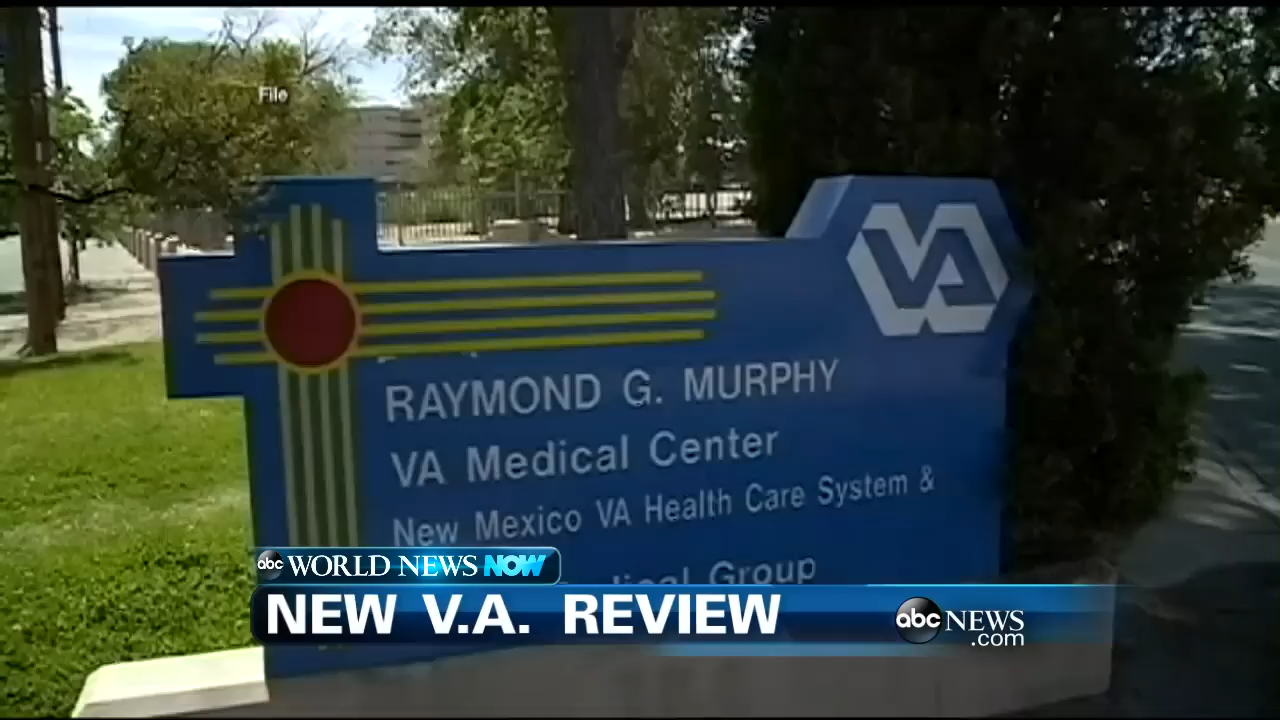 File
VA
RAYMOND G. MURPHY
VA Medical Center
New Mexico VA Health Care System &
Group
abc WORLD NEWS NOW
NEW V.A. REVIEW
abc NEWS
.com